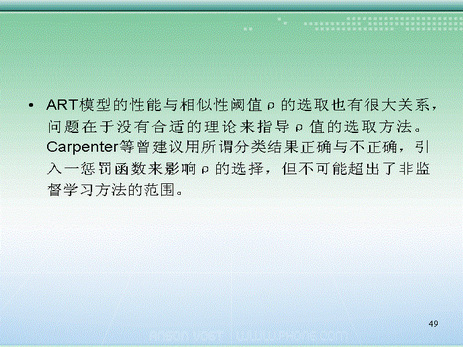 • ART模型的性能与相似性阈值ρ的选取也有很大关系，
问题在于没有合适的理论来指导ρ值的选取方法。
Carpenter等曾建议用所谓分类结果正确与不正确，引
入一惩罚函数来影响ρ的选择，但不可能超出了非监
督学习方法的范围。
49